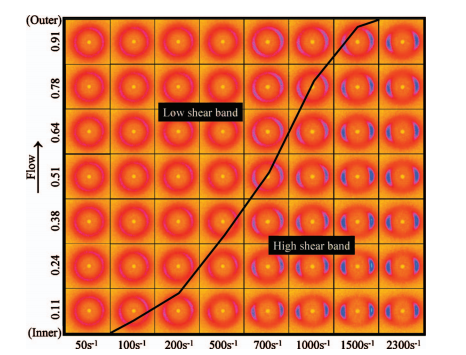 (Outer)
0.91
0.78
Low shear band
0.64
Flow
0.51
0.38
High shear band
0.24
0.11
(Inner)
50s⁻¹ 100s⁻¹ 200s⁻¹ 500s⁻¹ 700s⁻¹ 1000s⁻¹ 1500s⁻¹ 2300s⁻¹